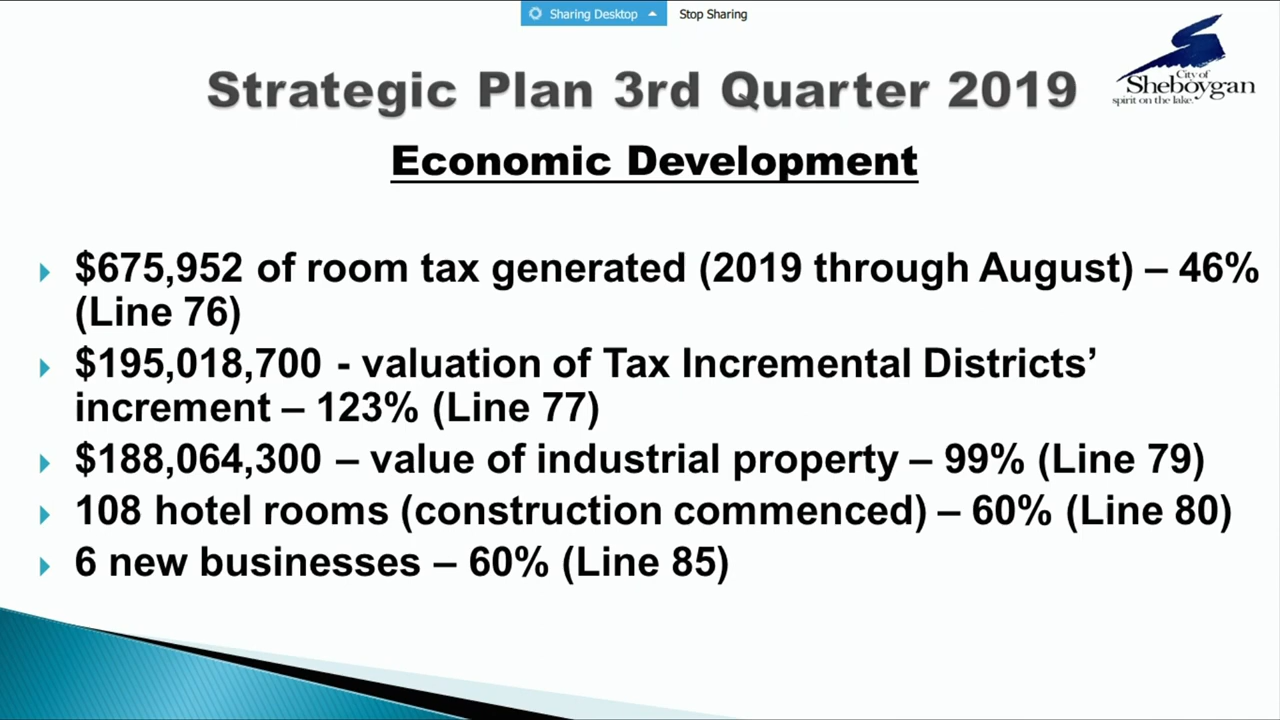 Sharing Desktop Stop Sharing
City of
Sheboygan
spirit on the lake.
Strategic Plan 3rd Quarter 2019
Economic Development
$675,952 of room tax generated (2019 through August) – 46%
(Line 76)
$195,018,700 - valuation of Tax Incremental Districts’
increment – 123% (Line 77)
$188,064,300 – value of industrial property – 99% (Line 79)
108 hotel rooms (construction commenced) – 60% (Line 80)
6 new businesses – 60% (Line 85)